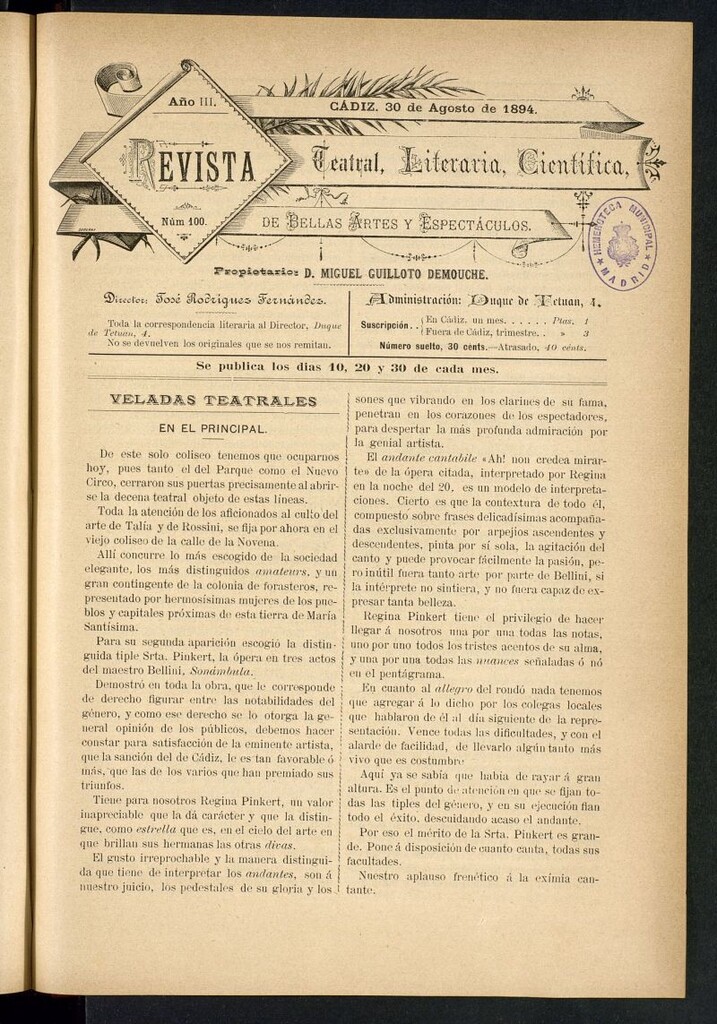 Año III.
CÁDIZ. 30 de Agosto de 1894.
REVISTA
Teatral, Literaria, Científica,
Núm 100.
DE BELLAS ARTES Y ESPECTÁCULOS.
HEMEROTECA MUNICIPAL
MADRID
Propietario: D. MIGUEL GUILLOTO DEMOUCHE.
Director: José Rodríguez Fernández.
Toda la correspondencia literaria al Director, Duque
de Tetuan, 4.
No se devuelven los originales que se nos remitan.
Administración: Duque de Tetuan, 4.
Suscripción. . { En Cádiz. un mes. . . . . . Ptas. 1
{ Fuera de Cádiz, trimestre. . » 3
Número suelto, 30 cents.—Atrasado, 40 cénts.
Se publica los dias 10, 20 y 30 de cada mes.
VELADAS TEATRALES
EN EL PRINCIPAL.
De este solo coliseo tenemos que ocuparnos
hoy, pues tanto el del Parque como el Nuevo
Circo, cerraron sus puertas precisamente al abrir-
se la decena teatral objeto de estas líneas.
Toda la atención de los aficionados al culto del
arte de Talía y de Rossini, se fija por ahora en el
viejo coliseo de la calle de la Novena.
Allí concurre lo más escogido de la sociedad
elegante, los más distinguidos amateurs, y un
gran contingente de la colonia de forasteros, re-
presentado por hermosísimas mujeres de los pue-
blos y capitales próximas de esta tierra de María
Santísima.
Para su segunda aparición escogió la distin-
guida tiple Srta. Pinkert, la ópera en tres actos
del maestro Bellini, Sonámbula.
Demostró en toda la obra, que le corresponde
de derecho figurar entre las notabilidades del
género, y como ese derecho se lo otorga la ge-
neral opinión de los públicos, debemos hacer
constar para satisfacción de la eminente artista,
que la sanción del de Cádiz, le es tan favorable ó
más, que las de los varios que han premiado sus
triunfos.
Tiene para nosotros Regina Pinkert, un valor
inapreciable que la dá carácter y que la distin-
gue, como estrella que es, en el cielo del arte en
que brillan sus hermanas las otras divas.
El gusto irreprochable y la manera distingui-
da que tiene de interpretar los andantes, son á
nuestro juicio, los pedestales de su gloria y los
sones que vibrando en los clarines de su fama,
penetran en los corazones de los espectadores,
para despertar la más profunda admiración por
la genial artista.
El andante cantabile «Ah! non credea mirar-
te» de la ópera citada, interpretado por Regina
en la noche del 20, es un modelo de interpreta-
ciones. Cierto es que la contextura de todo él,
compuesto sobre frases delicadísimas acompaña-
das exclusivamente por arpejios ascendentes y
descendentes, pinta por sí sola, la agitación del
canto y puede provocar fácilmente la pasión, pe-
ro inútil fuera tanto arte por parte de Bellini, si
la intérprete no sintiera, y no fuera capaz de ex-
presar tanta belleza.
Regina Pinkert tiene el privilegio de hacer
llegar á nosotros una por una todas las notas,
uno por uno todos los tristes acentos de su alma,
y una por una todas las nuances señaladas ó nó
en el pentágrama.
En cuanto al allegro del rondó nada tenemos
que agregar á lo dicho por los colegas locales
que hablaron de él al día siguiente de la repre-
sentación. Vence todas las dificultades, y con el
alarde de facilidad, de llevarlo algún tanto más
vivo que es costumbre
Aquí ya se sabía que habia de rayar á gran
altura. Es el punto de atención en que se fijan to-
das las tiples del género, y en su ejecución fian
todo el éxito, descuidando acaso el andante.
Por eso el mérito de la Srta. Pinkert es gran-
de. Pone á disposición de cuanto canta, todas sus
facultades.
Nuestro aplauso frenético á la exímia can-
tante.